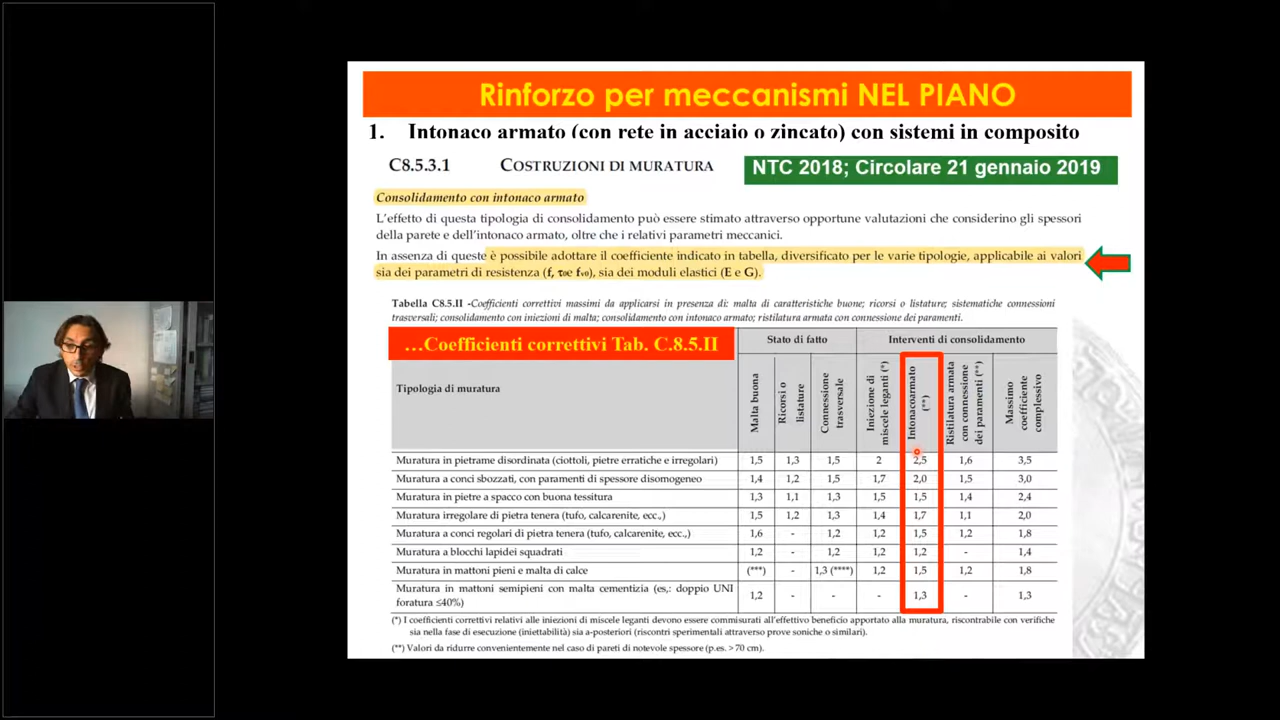 Rinforzo per meccanismi NEL PIANO
1. Intonaco armato (con rete in acciaio o zincato) con sistemi in composito
C8.5.3.1 COSTRUZIONI DI MURATURA
NTC 2018; Circolare 21 gennaio 2019
Consolidamento con intonaco armato
L'effetto di questa tipologia di consolidamento può essere stimato attraverso opportune valutazioni che considerino gli spessori
della parete e dell'intonaco armato, oltre che i relativi parametri meccanici.
In assenza di queste è possibile adottare il coefficiente indicato in tabella, diversificato per le varie tipologie, applicabile ai valori
sia dei parametri di resistenza (f, τ₀e fᵥ₀), sia dei moduli elastici (E e G).
Tabella C8.5.II -Coefficienti correttivi massimi da applicarsi in presenza di: malta di caratteristiche buone; ricorsi o listature; sistematiche connessioni
trasversali; consolidamento con iniezioni di malta; consolidamento con intonaco armato; ristilatura armata con connessione dei paramenti.
...Coefficienti correttivi Tab. C.8.5.II
Stato di fatto Interventi di consolidamento
Tipologia di muratura
Malta buona
Ricorsi o
listature
Connessione
trasversale
Iniezione di
miscele leganti (*)
Intonacoarmato
(**)
Ristilatura armata
con connessione
dei paramenti (**)
Massimo
coefficiente
complessivo
Muratura in pietrame disordinata (ciottoli, pietre erratiche e irregolari) 1,5 1,3 1,5 2 2,5 1,6 3,5
Muratura a conci sbozzati, con paramenti di spessore disomogeneo 1,4 1,2 1,5 1,7 2,0 1,5 3,0
Muratura in pietre a spacco con buona tessitura 1,3 1,1 1,3 1,5 1,5 1,4 2,4
Muratura irregolare di pietra tenera (tufo, calcarenite, ecc.,) 1,5 1,2 1,3 1,4 1,7 1,1 2,0
Muratura a conci regolari di pietra tenera (tufo, calcarenite, ecc.,) 1,6 - 1,2 1,2 1,5 1,2 1,8
Muratura a blocchi lapidei squadrati 1,2 - 1,2 1,2 1,2 - 1,4
Muratura in mattoni pieni e malta di calce (***) - 1,3 (****) 1,2 1,5 1,2 1,8
Muratura in mattoni semipieni con malta cementizia (es,: doppio UNI
foratura ≤40%) 1,2 - - - 1,3 - 1,3
(*) I coefficienti correttivi relativi alle iniezioni di miscele leganti devono essere commisurati all'effettivo beneficio apportato alla muratura, riscontrabile con verifiche
sia nella fase di esecuzione (iniettabilità) sia a-posteriori (riscontri sperimentali attraverso prove soniche o similari).
(**) Valori da ridurre convenientemente nel caso di pareti di notevole spessore (p.es. > 70 cm).